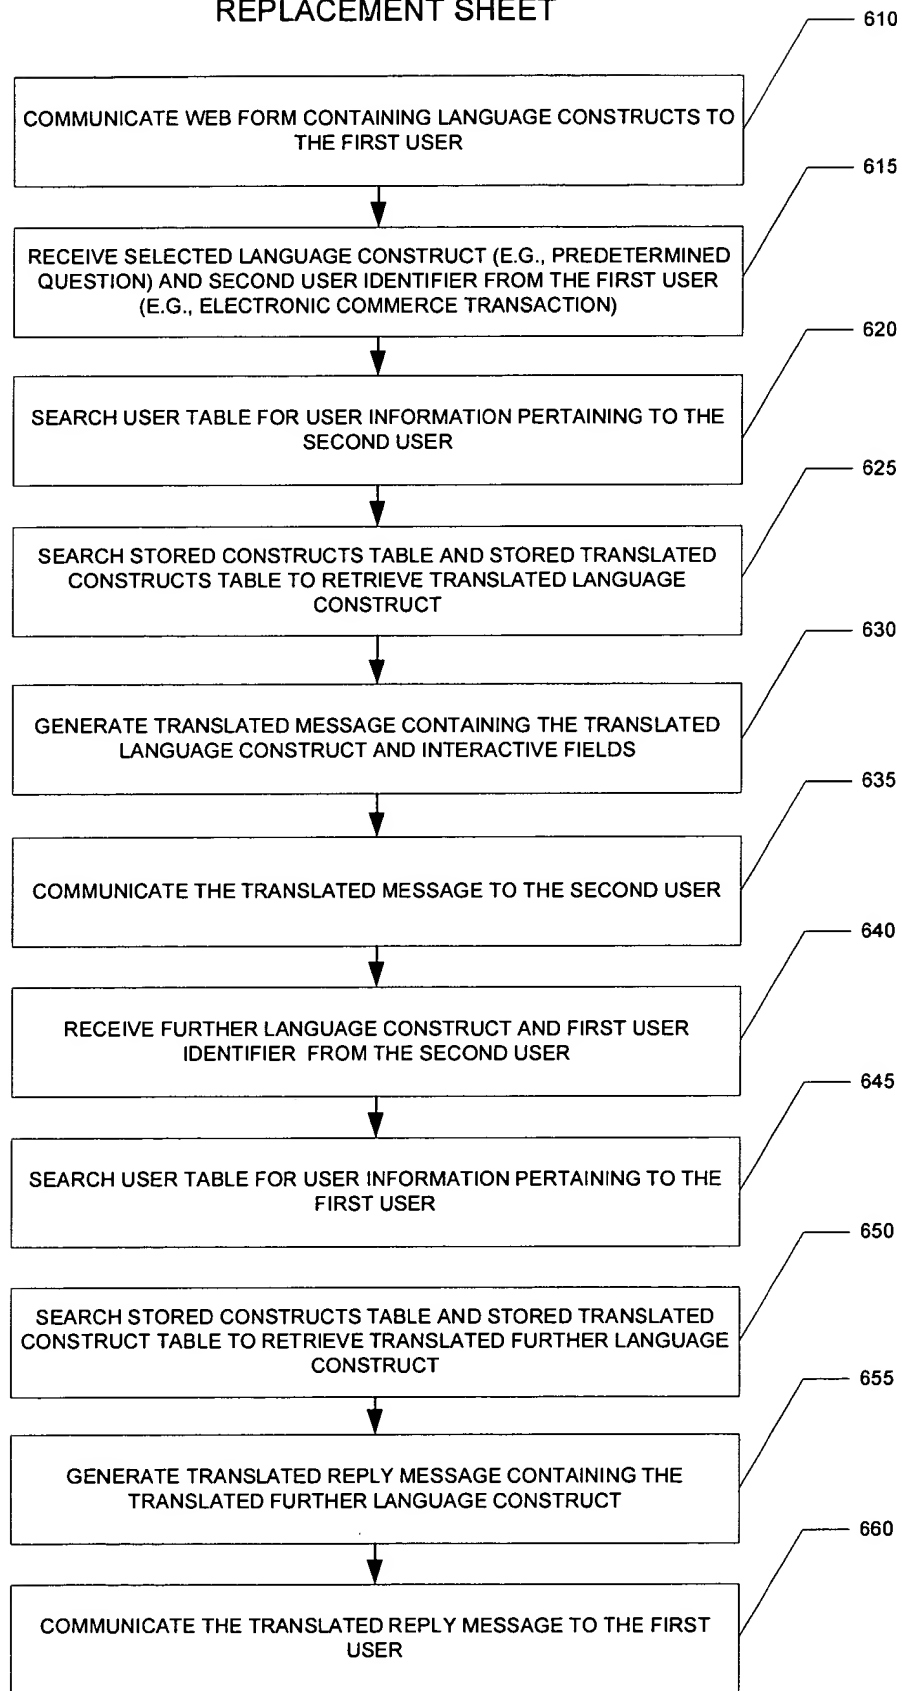 REPLACEMENT SHEET
610
COMMUNICATE WEB FORM CONTAINING LANGUAGE CONSTRUCTS TO
THE FIRST USER
615
RECEIVE SELECTED LANGUAGE CONSTRUCT (E.G., PREDETERMINED
QUESTION) AND SECOND USER IDENTIFIER FROM THE FIRST USER
(E.G., ELECTRONIC COMMERCE TRANSACTION)
620
SEARCH USER TABLE FOR USER INFORMATION PERTAINING TO THE
SECOND USER
625
SEARCH STORED CONSTRUCTS TABLE AND STORED TRANSLATED
CONSTRUCTS TABLE TO RETRIEVE TRANSLATED LANGUAGE
CONSTRUCT
630
GENERATE TRANSLATED MESSAGE CONTAINING THE TRANSLATED
LANGUAGE CONSTRUCT AND INTERACTIVE FIELDS
635
COMMUNICATE THE TRANSLATED MESSAGE TO THE SECOND USER
640
RECEIVE FURTHER LANGUAGE CONSTRUCT AND FIRST USER
IDENTIFIER FROM THE SECOND USER
645
SEARCH USER TABLE FOR USER INFORMATION PERTAINING TO THE
FIRST USER
650
SEARCH STORED CONSTRUCTS TABLE AND STORED TRANSLATED
CONSTRUCT TABLE TO RETRIEVE TRANSLATED FURTHER LANGUAGE
CONSTRUCT
655
GENERATE TRANSLATED REPLY MESSAGE CONTAINING THE
TRANSLATED FURTHER LANGUAGE CONSTRUCT
660
COMMUNICATE THE TRANSLATED REPLY MESSAGE TO THE FIRST
USER